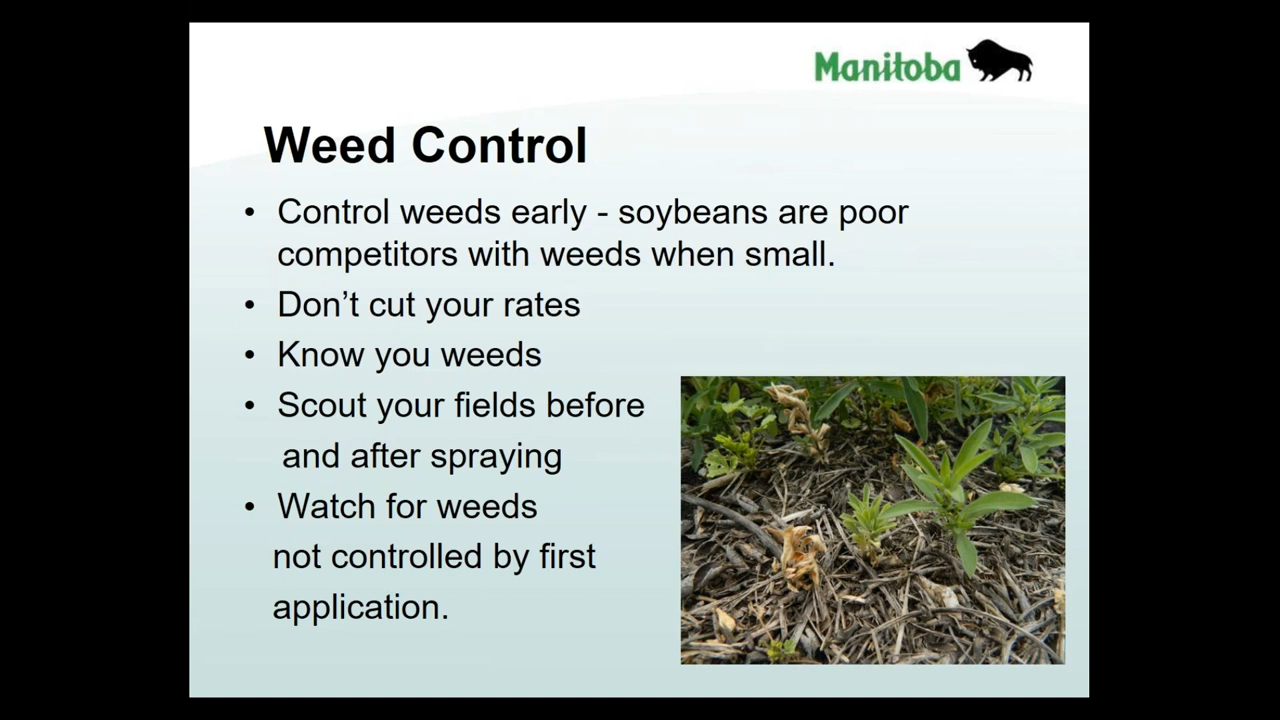 Manitoba
Weed Control
• Control weeds early - soybeans are poor
competitors with weeds when small.
• Don’t cut your rates
• Know you weeds
• Scout your fields before
and after spraying
• Watch for weeds
not controlled by first
application.